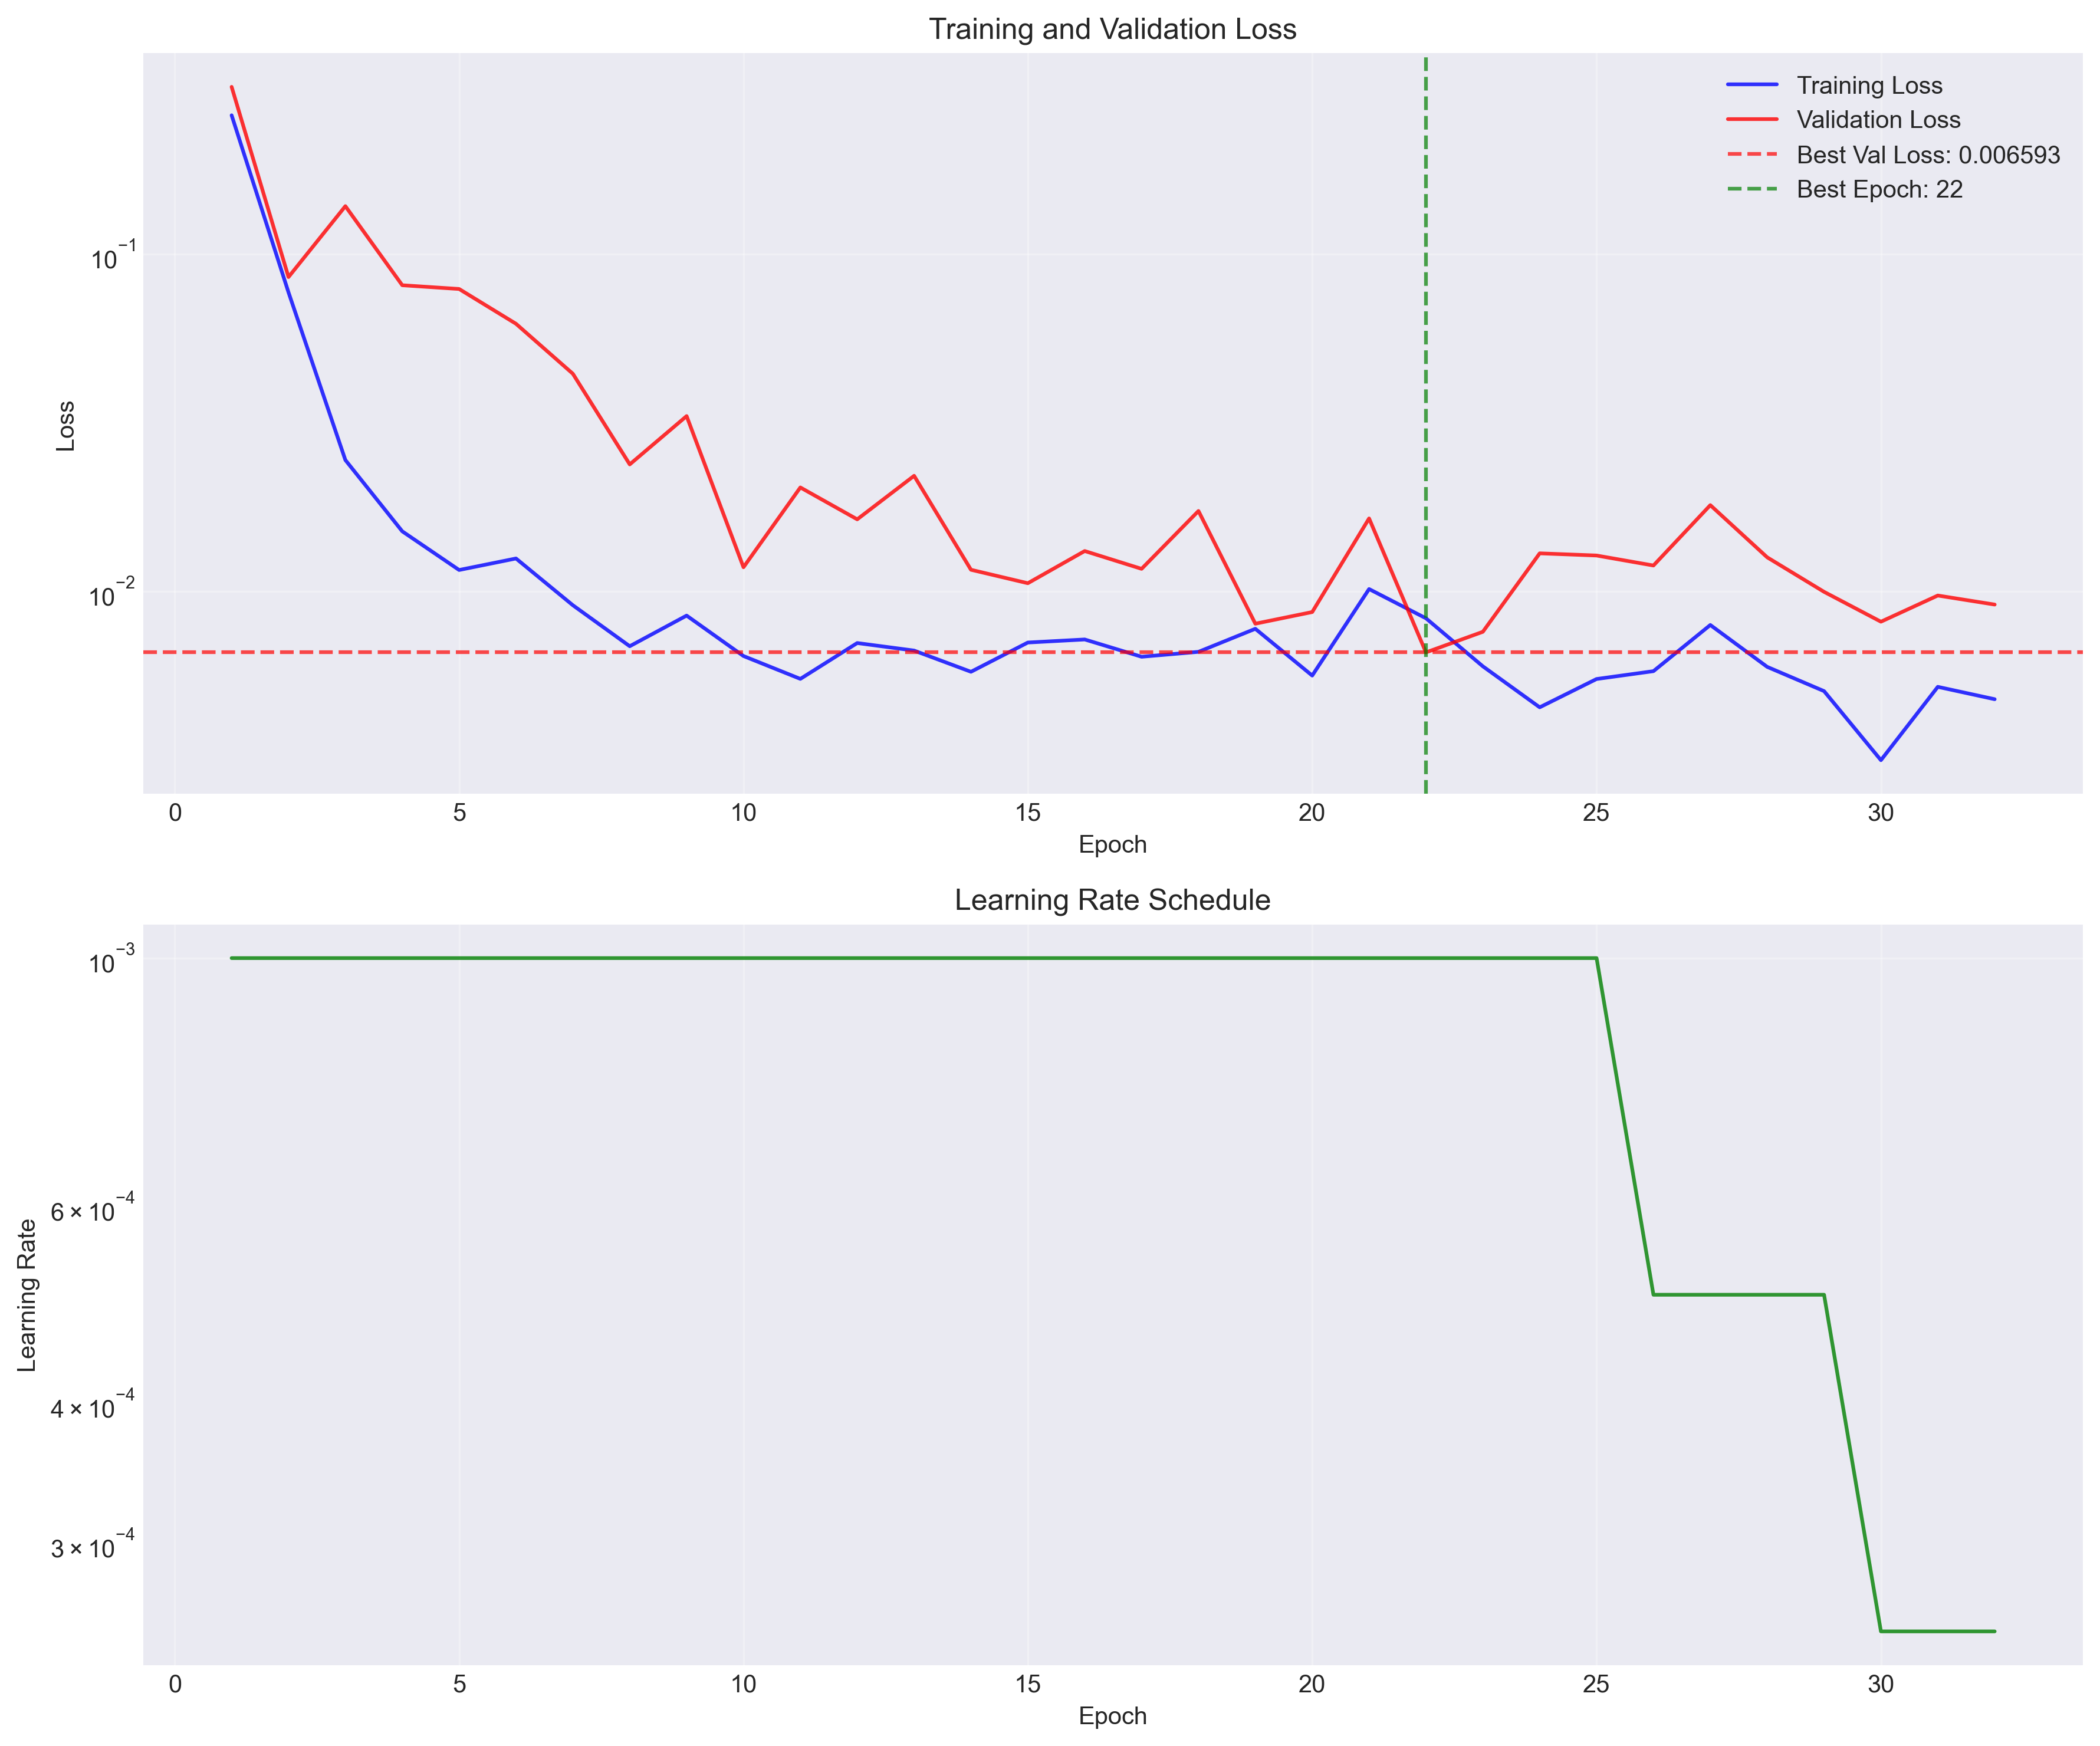 Training and Validation Loss
Training Loss
Validation Loss
Best Val Loss: 0.006593
Best Epoch: 22
10⁻¹
10⁻²
Loss
0 5 10 15 20 25 30
Epoch
Learning Rate Schedule
10⁻³
6 × 10⁻⁴
4 × 10⁻⁴
3 × 10⁻⁴
Learning Rate
0 5 10 15 20 25 30
Epoch